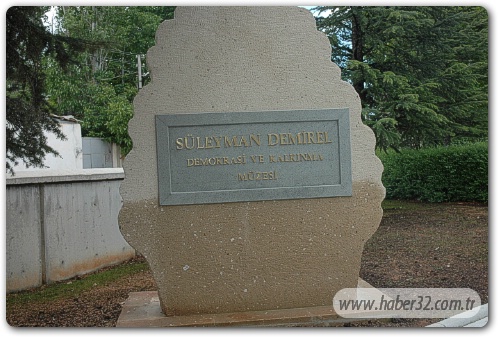 SÜLEYMAN DEMİREL
DEMOKRASİ VE KALKINMA
MÜZESİ
www.haber32.com.tr